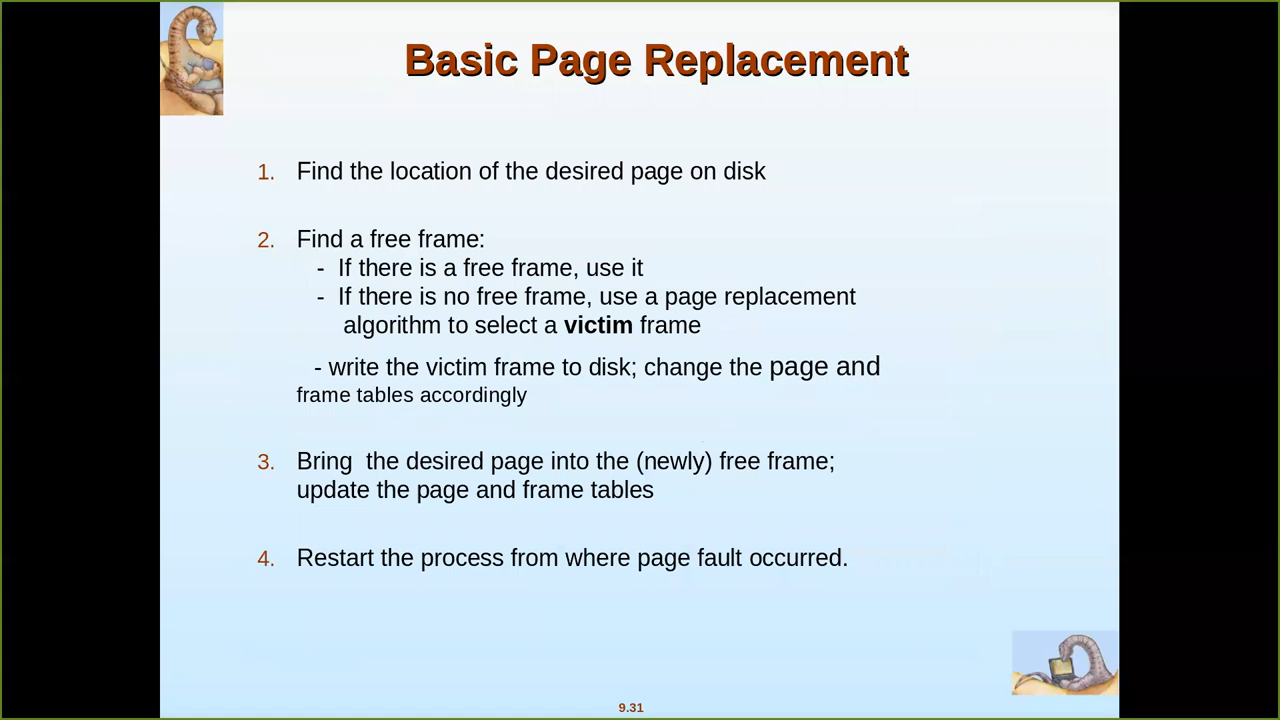 Basic Page Replacement
1. Find the location of the desired page on disk
2. Find a free frame:
- If there is a free frame, use it
- If there is no free frame, use a page replacement
algorithm to select a victim frame
- write the victim frame to disk; change the page and
frame tables accordingly
3. Bring  the desired page into the (newly) free frame;
update the page and frame tables
4. Restart the process from where page fault occurred.
9.31